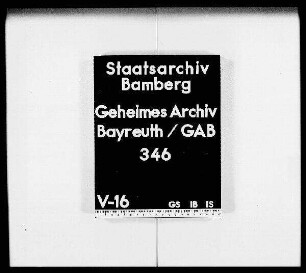 Staatsarchiv
Bamberg
Geheimes Archiv
Bayreuth / GAB
346
V-16 GS IB IS